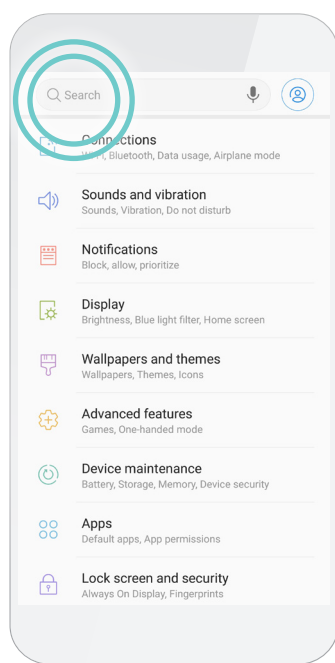 Search
Connections
Wi-Fi, Bluetooth, Data usage, Airplane mode
Sounds and vibration
Sounds, Vibration, Do not disturb
Notifications
Block, allow, prioritize
Display
Brightness, Blue light filter, Home screen
Wallpapers and themes
Wallpapers, Themes, Icons
Advanced features
Games, One-handed mode
Device maintenance
Battery, Storage, Memory, Device security
Apps
Default apps, App permissions
Lock screen and security
Always On Display, Fingerprints